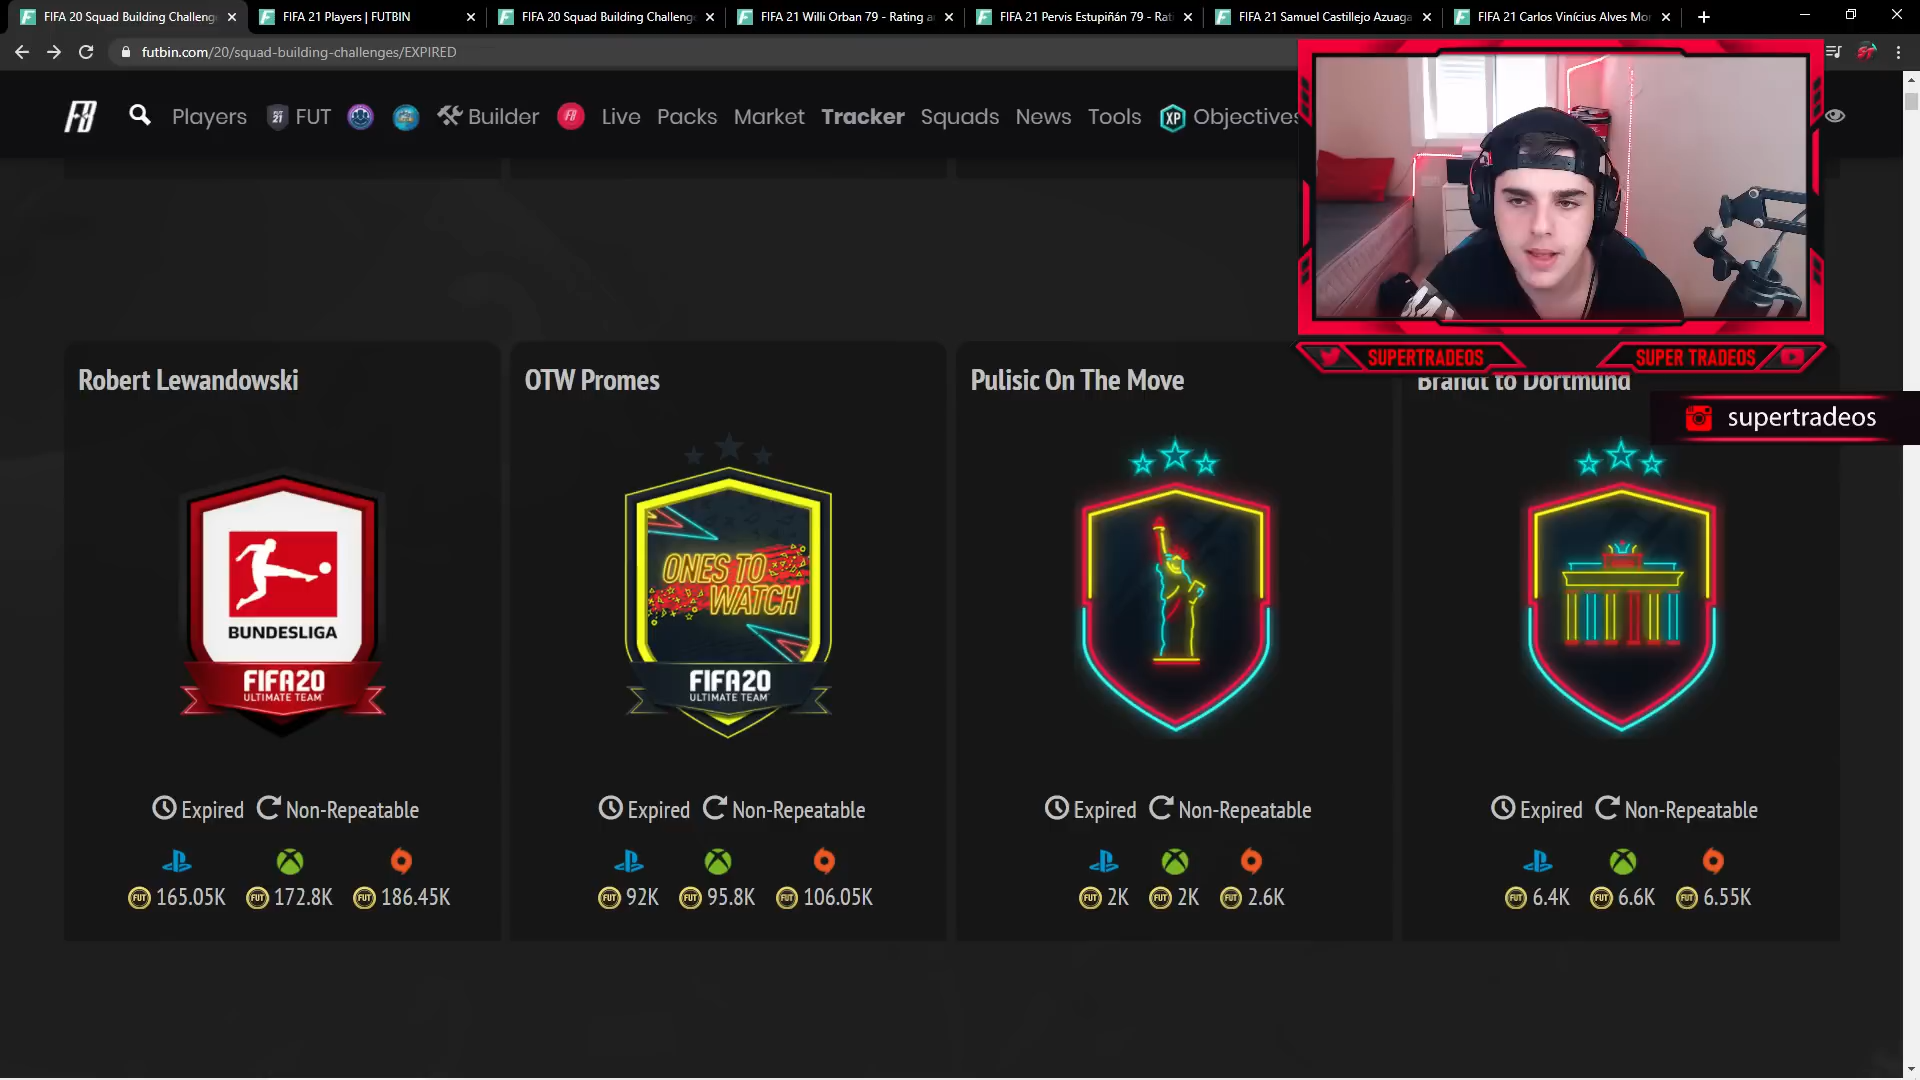 FIFA 20 Squad Building Challenge
FIFA 21 Players | FUTBIN
FIFA 20 Squad Building Challenge
FIFA 21 Willi Orban 79 - Rating a
FIFA 21 Pervis Estupiñán 79 - Rat
FIFA 21 Samuel Castillejo Azuaga
FIFA 21 Carlos Vinícius Alves Mor
futbin.com/20/squad-building-challenges/EXPIRED
Players FUT Builder Live Packs Market Tracker Squads News Tools XP Objectives
SUPERTRADEOS
SUPER TRADEOS
supertradeos
Robert Lewandowski
OTW Promes
Pulisic On The Move
Brandt to Dortmund
BUNDESLIGA
FIFA20
ULTIMATE TEAM
ONES TO
WATCH
FIFA20
ULTIMATE TEAM
Expired Non-Repeatable
Expired Non-Repeatable
Expired Non-Repeatable
Expired Non-Repeatable
165.05K 172.8K 186.45K
92K 95.8K 106.05K
2K 2K 2.6K
6.4K 6.6K 6.55K